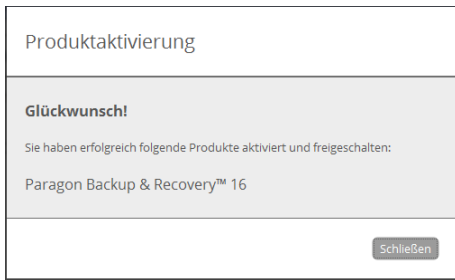 Produktaktivierung
Glückwunsch!
Sie haben erfolgreich folgende Produkte aktiviert und freigeschalten:
Paragon Backup & Recovery™ 16
Schließen